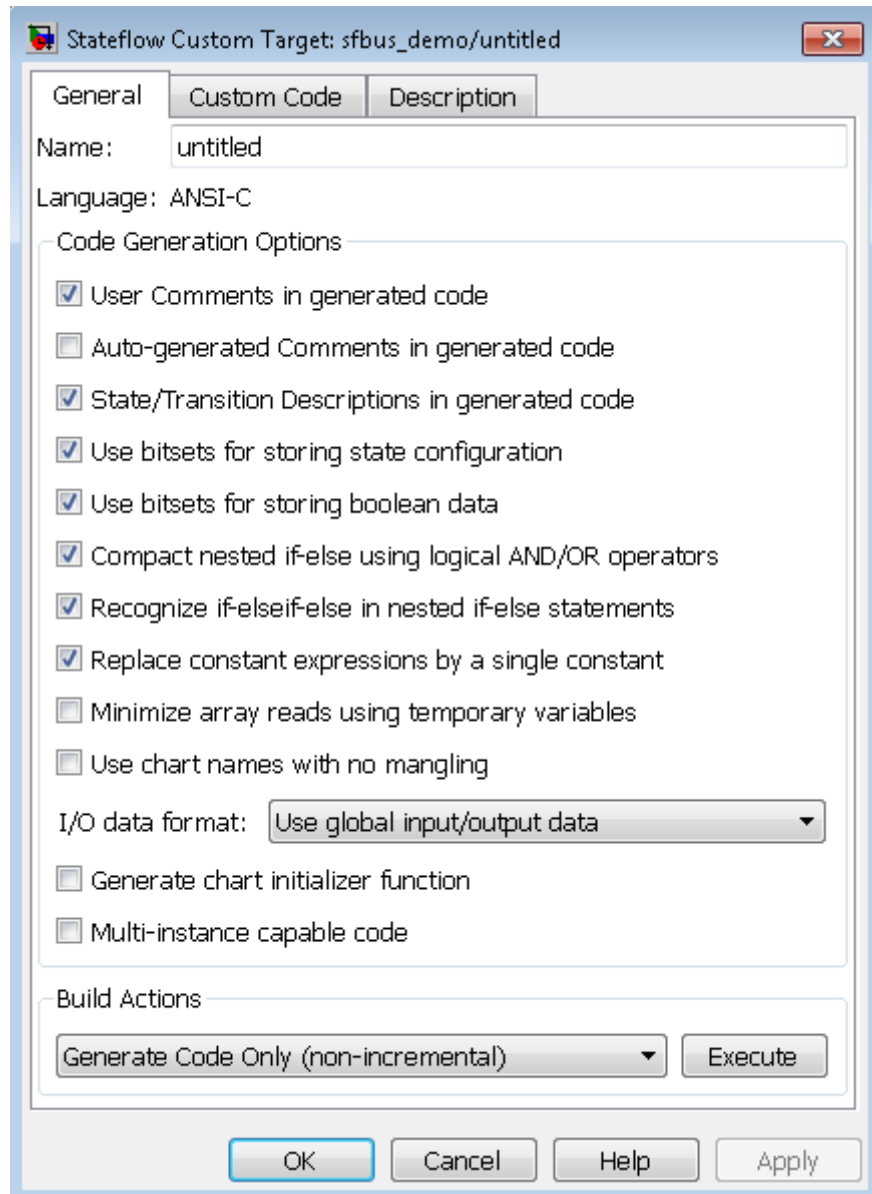 Stateflow Custom Target: sfbus_demo/untitled
General Custom Code Description
Name: untitled
Language: ANSI-C
Code Generation Options
User Comments in generated code
Auto-generated Comments in generated code
State/Transition Descriptions in generated code
Use bitsets for storing state configuration
Use bitsets for storing boolean data
Compact nested if-else using logical AND/OR operators
Recognize if-elseif-else in nested if-else statements
Replace constant expressions by a single constant
Minimize array reads using temporary variables
Use chart names with no mangling
I/O data format: Use global input/output data
Generate chart initializer function
Multi-instance capable code
Build Actions
Generate Code Only (non-incremental) Execute
OK Cancel Help Apply